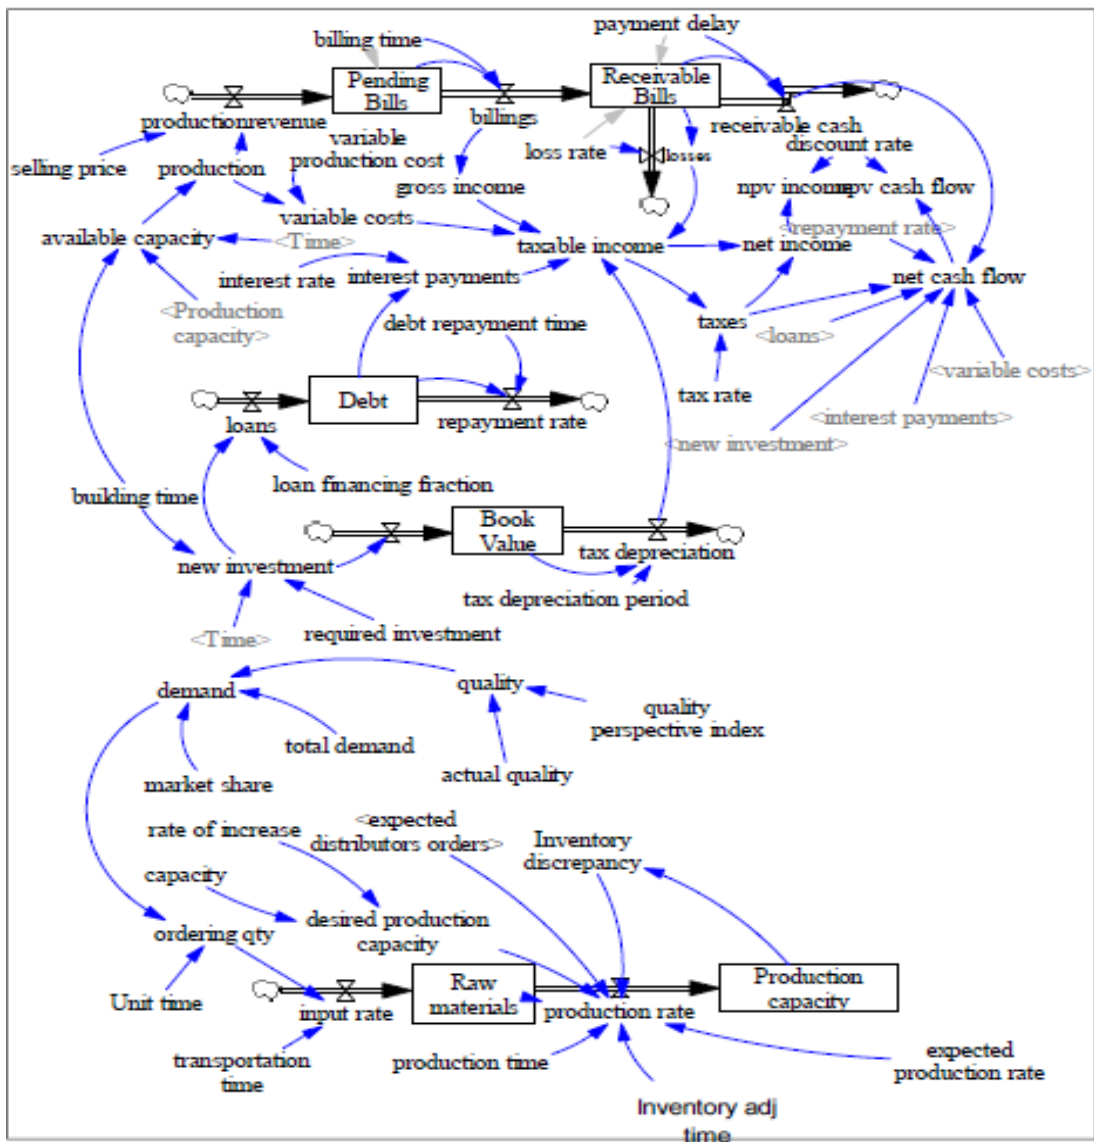 billing time
payment delay
Pending
Bills
Receivable
Bills
productionrevenue
billings
receivable cash
selling price
production
variable
production cost
loss rate
losses
discount rate
gross income
npv income
npv cash flow
variable costs
<repayment rate>
available capacity
<Time>
taxable income
net income
interest rate
interest payments
net cash flow
<Production
capacity>
debt repayment time
taxes
<loans>
<variable costs>
Debt
tax rate
loans
repayment rate
<interest payments>
<new investment>
building time
loan financing fraction
Book
Value
new investment
tax depreciation
tax depreciation period
<Time>
required investment
demand
quality
quality
perspective index
total demand
market share
actual quality
rate of increase
<expected
distributors orders>
Inventory
discrepancy
capacity
desired production
capacity
ordering qty
Unit time
Raw
materials
Production
capacity
input rate
production rate
transportation
time
production time
expected
production rate
Inventory adj
time